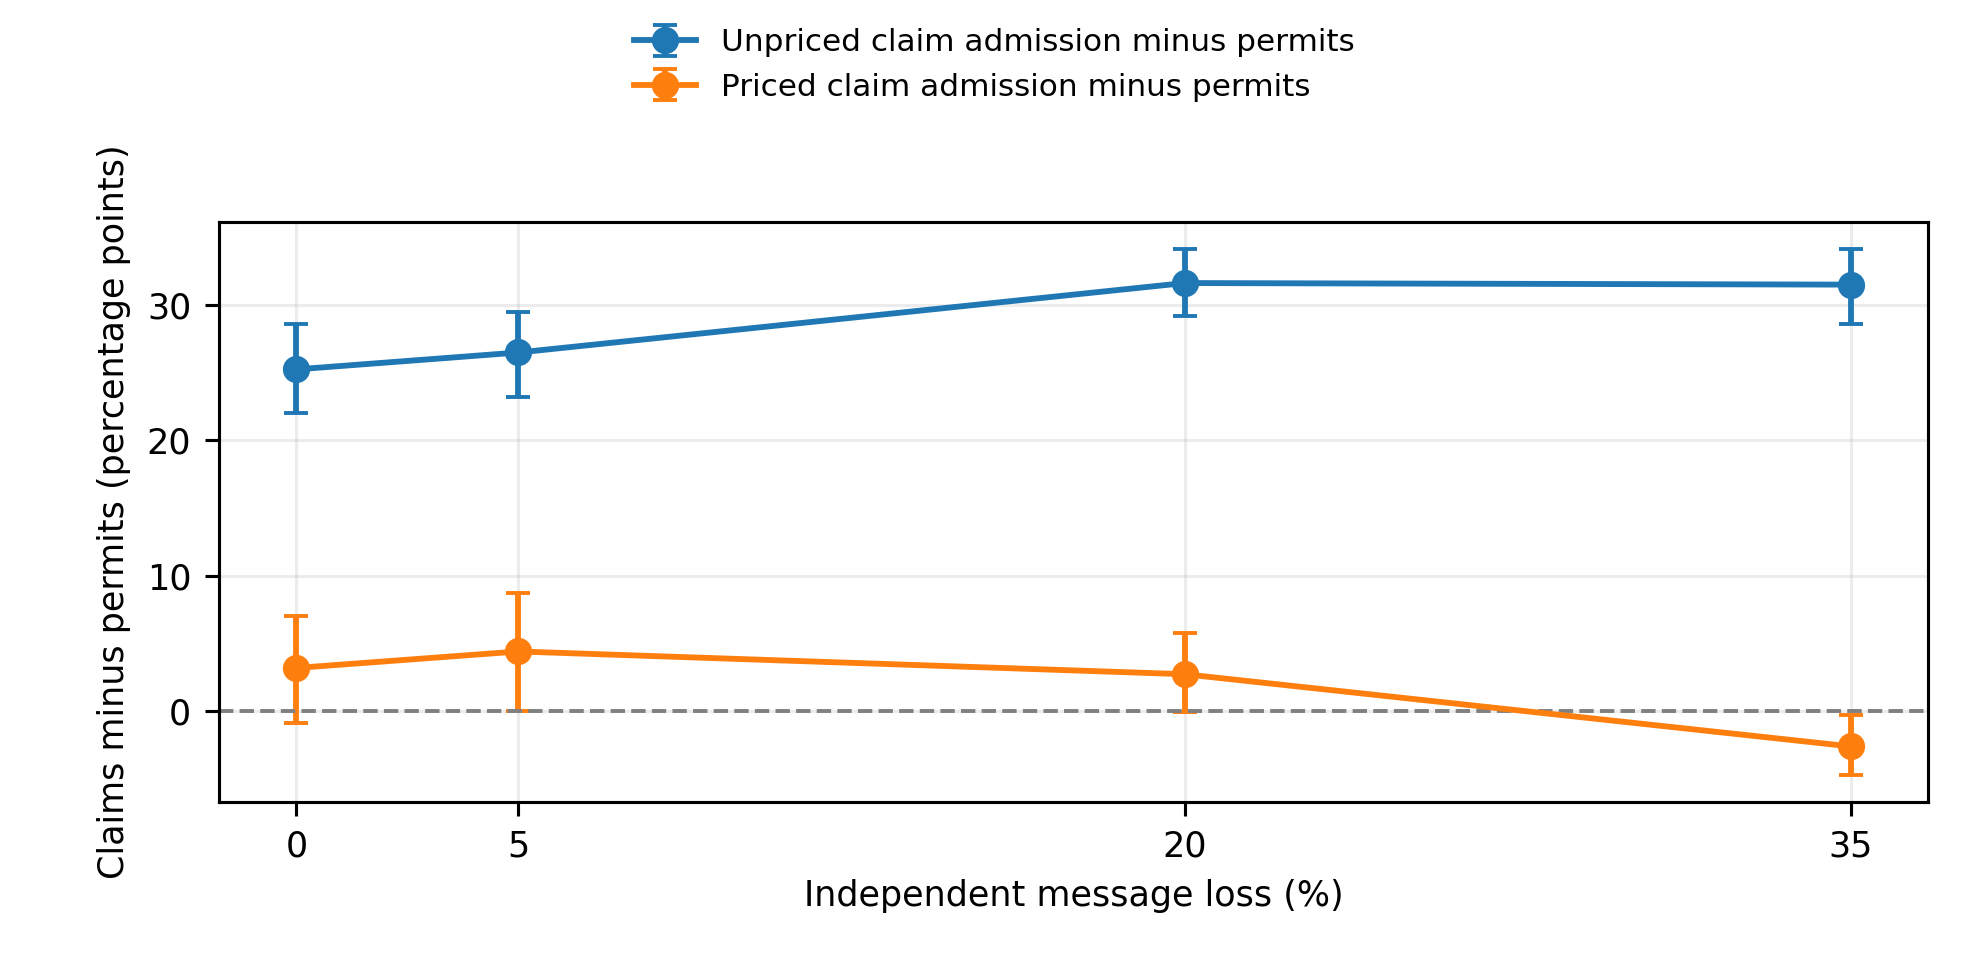 Unpriced claim admission minus permits
Priced claim admission minus permits
Claims minus permits (percentage points)
30
20
10
0
0
5
20
35
Independent message loss (%)